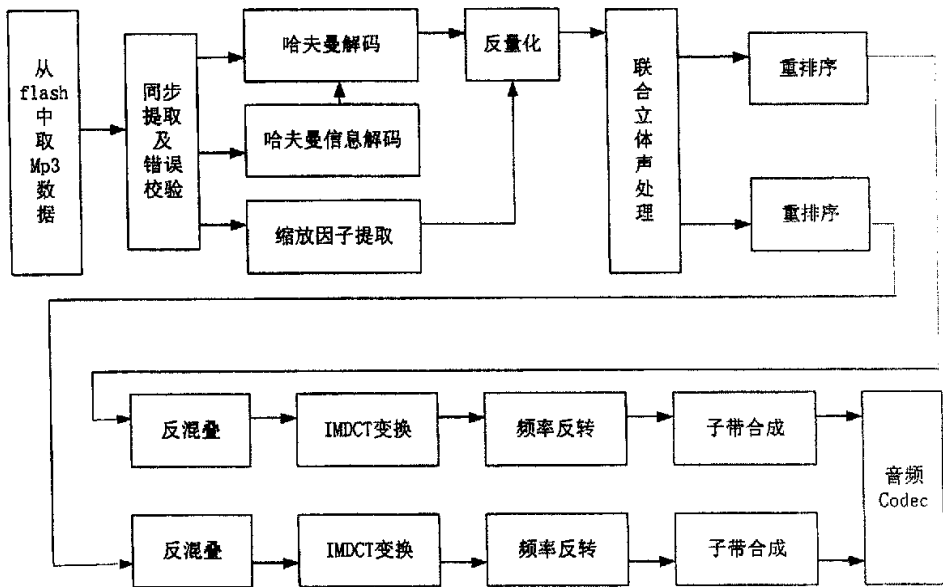 从
flash
中
取
Mp3
数
据
同步
提取
及
错误
校验
哈夫曼解码
哈夫曼信息解码
缩放因子提取
反量化
联
合
立
体
声
处
理
重排序
重排序
反混叠
IMDCT变换
频率反转
子带合成
反混叠
IMDCT变换
频率反转
子带合成
音频
Codec